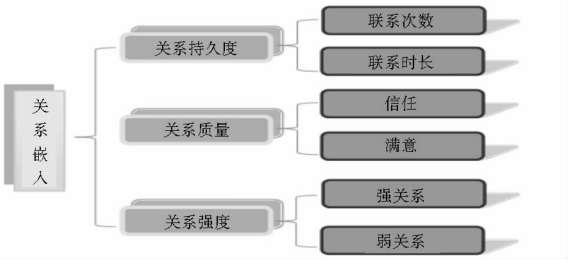 关系嵌入
关系持久度
联系次数
联系时长
关系质量
信任
满意
关系强度
强关系
弱关系